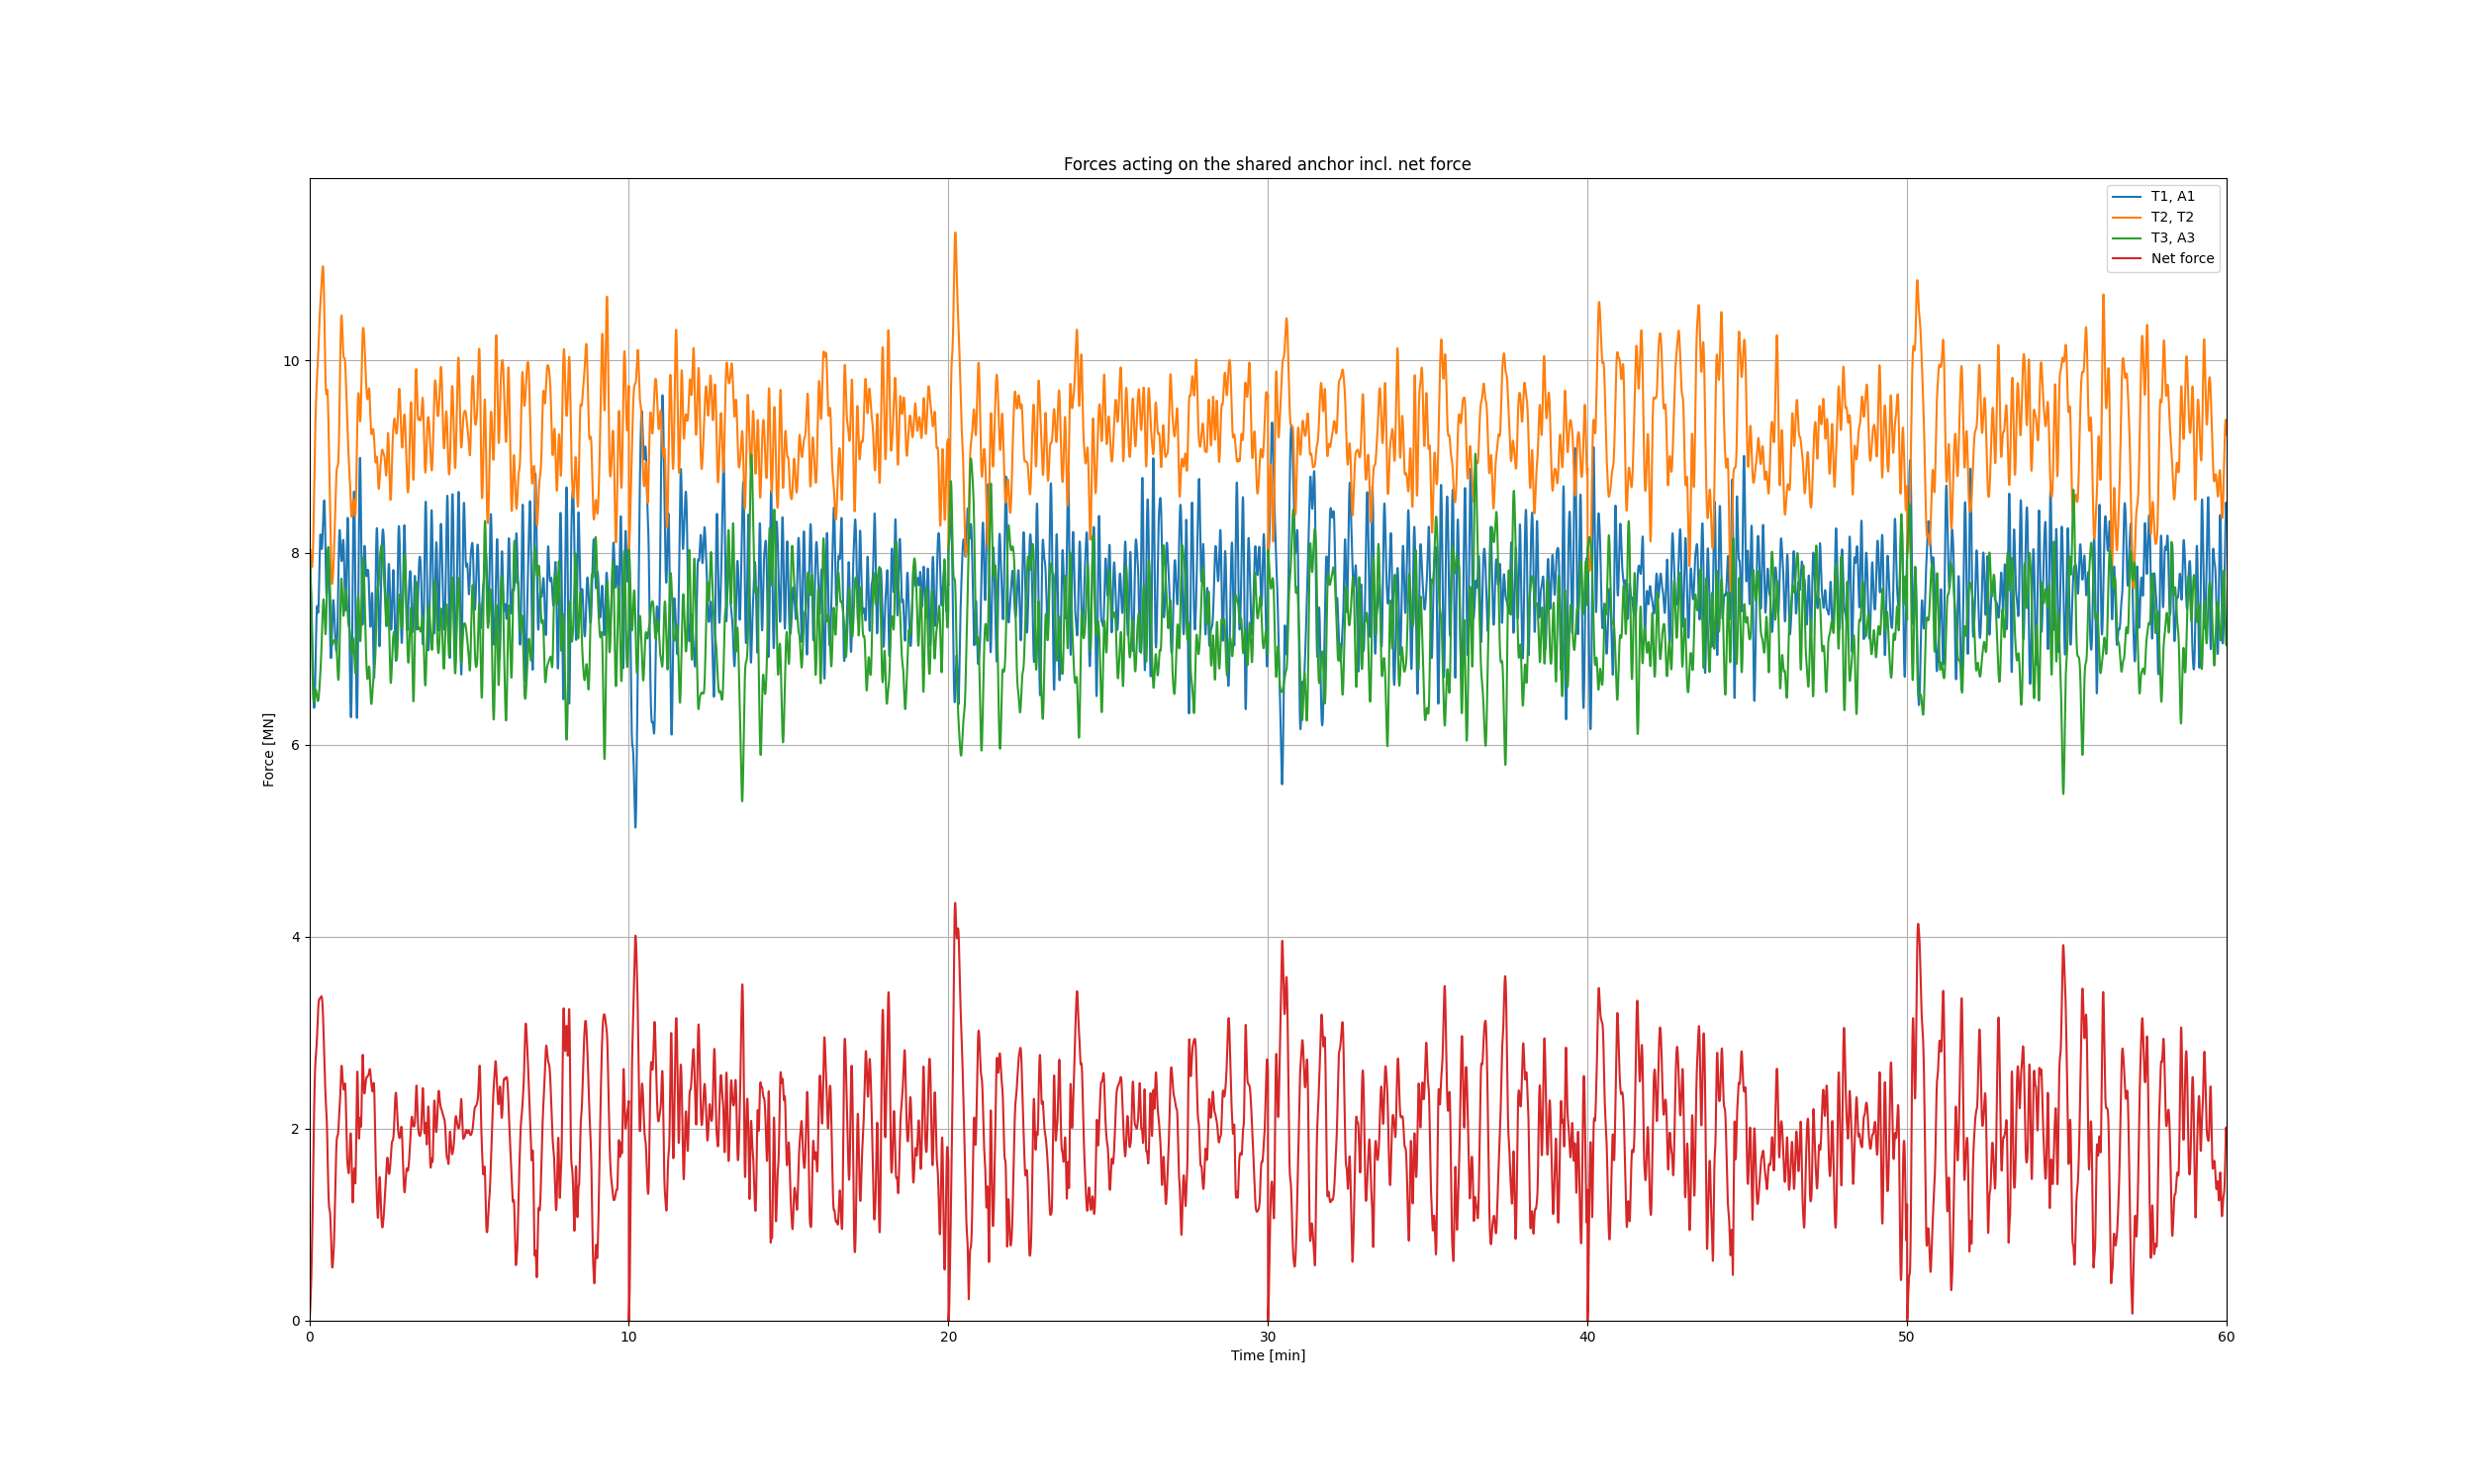 Forces acting on the shared anchor incl. net force
T1, A1
T2, T2
T3, A3
Net force
10
8
6
4
2
0
Force [MN]
0 10 20 30 40 50 60
Time [min]